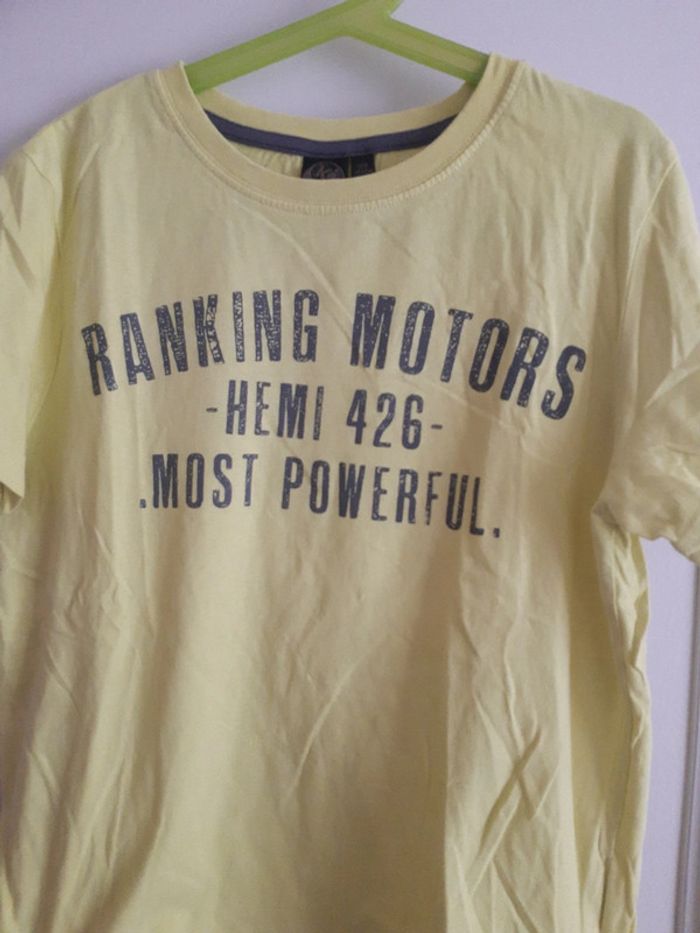 RANKING MOTORS
-HEMI 426-
.MOST POWERFUL.